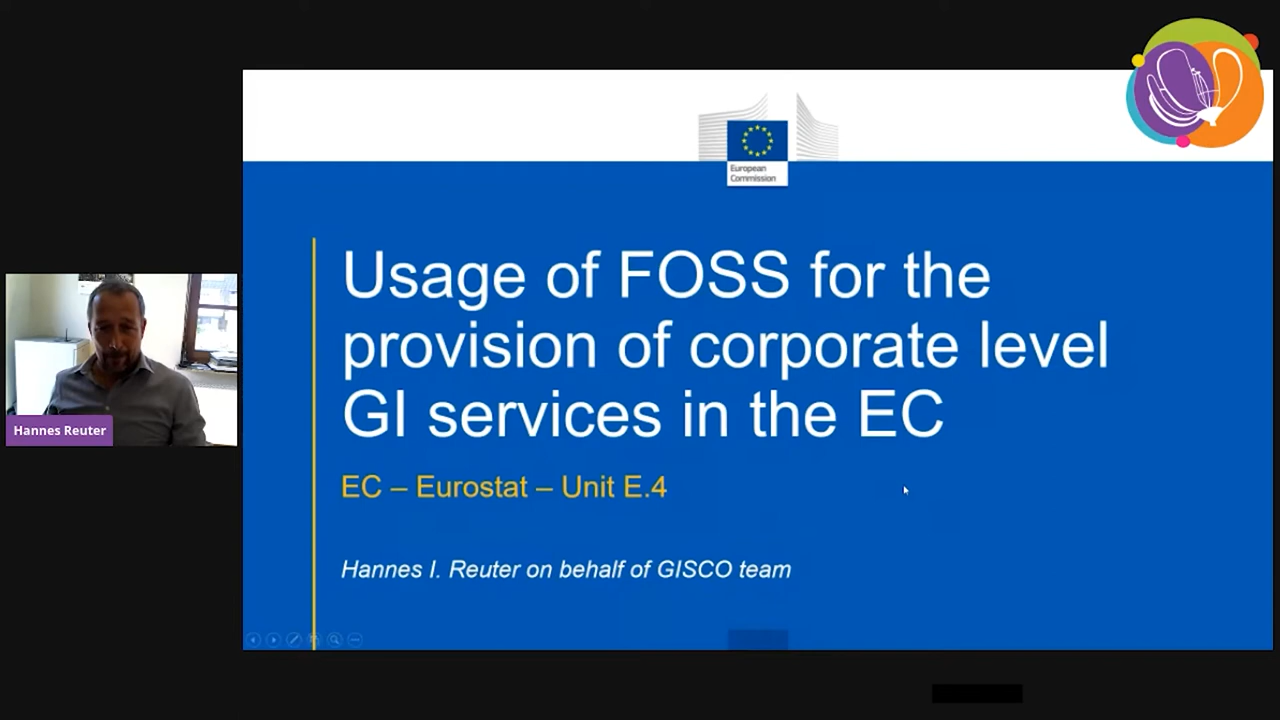 European
Commission
Usage of FOSS for the
provision of corporate level
GI services in the EC
EC – Eurostat – Unit E.4
Hannes I. Reuter on behalf of GISCO team
Hannes Reuter